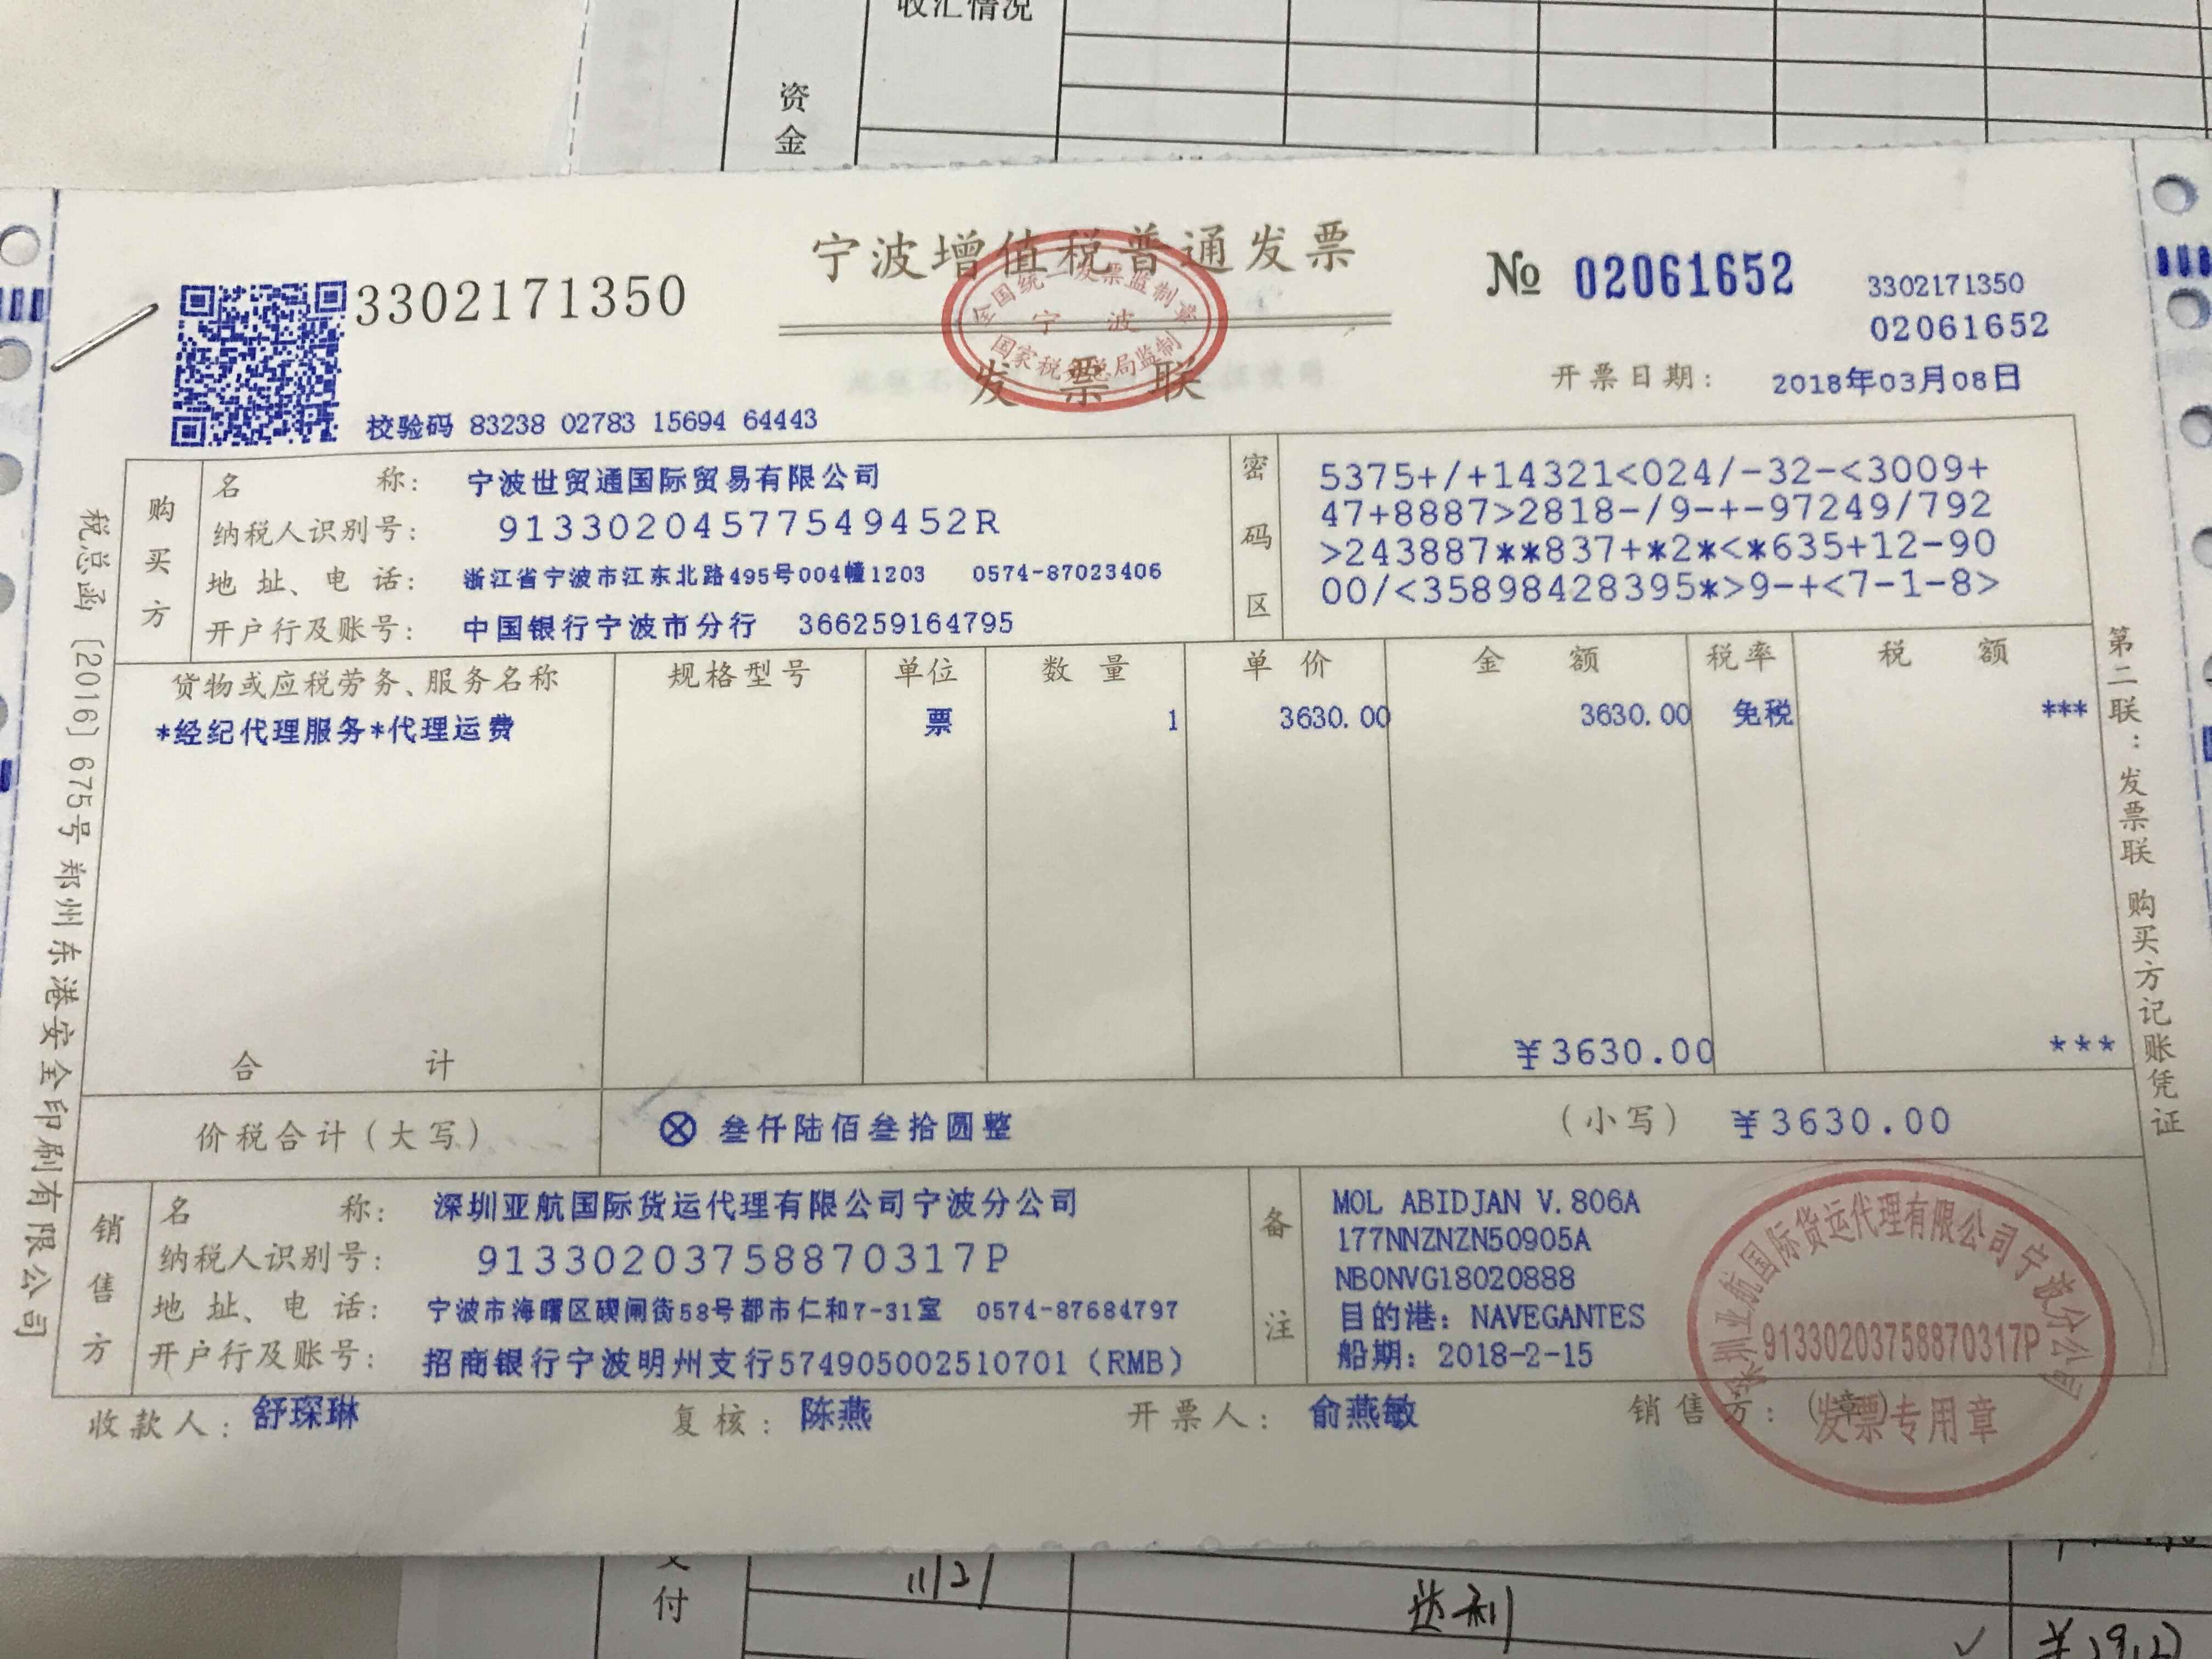 收汇情况
资
金
宁波增值税普通发票
3302171350
№ 02061652
3302171350
02061652
全国统一发票监制章
宁 波
国家税务总局监制
发 票 联
开票日期: 2018年03月08日
校验码 83238 02783 15694 64443
购买方
名 称: 宁波世贸通国际贸易有限公司
纳税人识别号: 91330204577549452R
地 址、电 话: 浙江省宁波市江东北路495号004幢1203 0574-87023406
开户行及账号: 中国银行宁波市分行 366259164795
密码区
5375+/+14321<024/-32-<3009+
47+8887>2818-/9-+-97249/792
>243887**837+*2*<*635+12-90
00/<35898428395*>9-+<7-1-8>
货物或应税劳务、服务名称 规格型号 单位 数 量 单 价 金 额 税率 税 额
*经纪代理服务*代理运费 票 1 3630.00 3630.00 免税 ***
合 计 ¥3630.00 ***
价税合计(大写) ⊗ 叁仟陆佰叁拾圆整 (小写) ¥3630.00
销售方
名 称: 深圳亚航国际货运代理有限公司宁波分公司
纳税人识别号: 91330203758870317P
地 址、电 话: 宁波市海曙区碶闸街58号都市仁和7-31室 0574-87684797
开户行及账号: 招商银行宁波明州支行574905002510701(RMB)
备注
MOL ABIDJAN V.806A
177NNZNZN50905A
NBONVG18020888
目的港: NAVEGANTES
船期: 2018-2-15
深圳亚航国际货运代理有限公司宁波分公司
91330203758870317P
发票专用章
收款人: 舒琛琳 复核: 陈燕 开票人: 俞燕敏 销售方: (章)
税总函 [2016] 675号 郑州东港安全印刷有限公司
第二联: 发票联 购买方记账凭证
付
11/21
达利